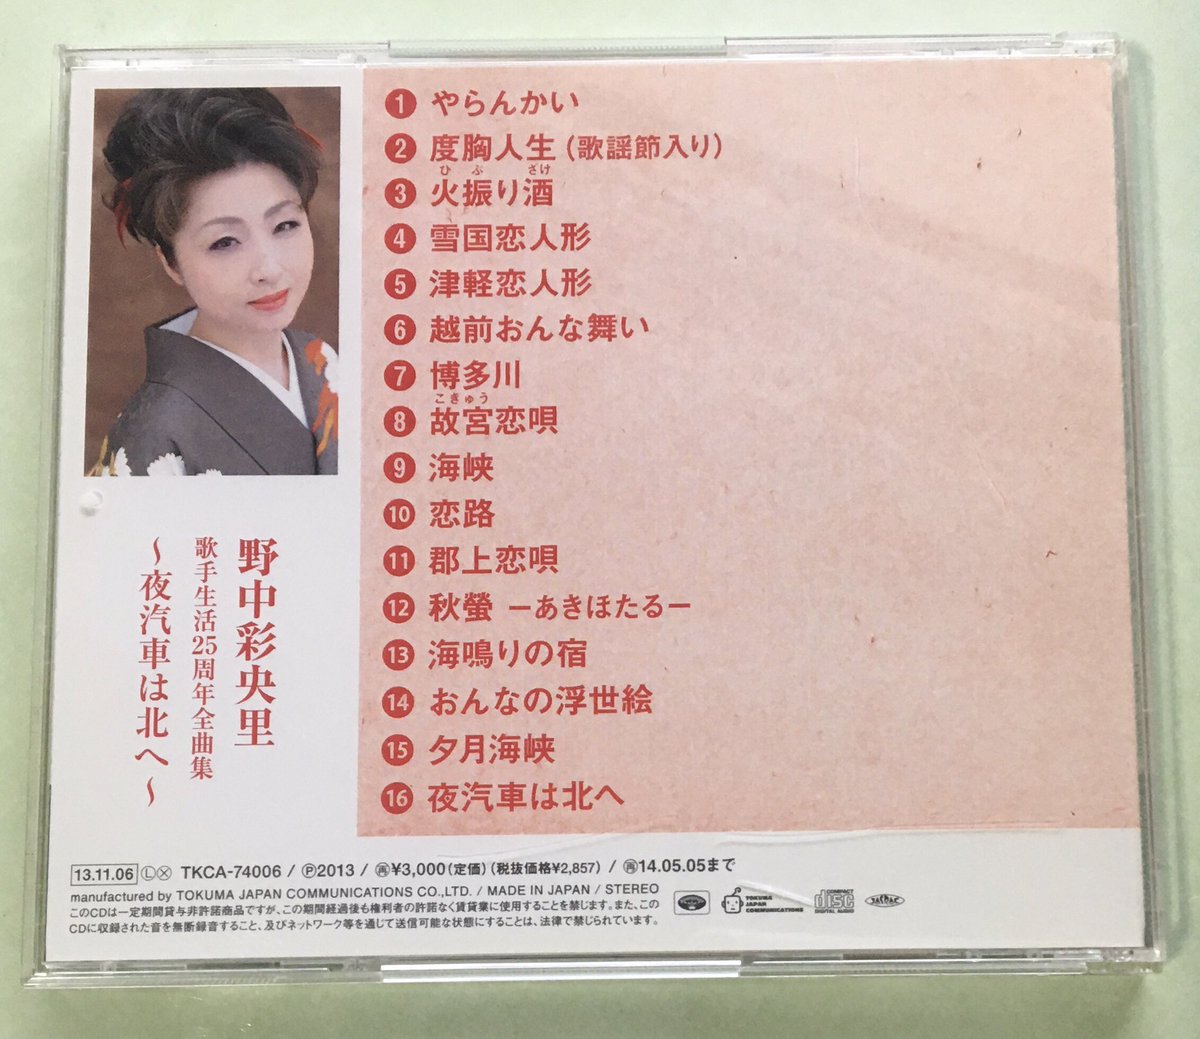 1 やらんかい
2 度胸人生(歌謡節入り)
ひぶざけ
3 火振り酒
4 雪国恋人形
5 津軽恋人形
6 越前おんな舞い
7 博多川
こきゅう
8 故宮恋唄
9 海峡
10 恋路
11 郡上恋唄
12 秋螢 ーあきほたるー
13 海鳴りの宿
14 おんなの浮世絵
15 夕月海峡
16 夜汽車は北へ
野中彩央里
歌手生活25周年全曲集
〜夜汽車は北へ〜
13.11.06 Ⓛ Ⓧ TKCA-74006 / ℗2013 / 再¥3,000(定価)(税抜価格¥2,857) / 再14.05.05まで
manufactured by TOKUMA JAPAN COMMUNICATIONS CO.,LTD. / MADE IN JAPAN / STEREO
このCDは一定期間貸与非許諾商品ですが、この期間経過後も権利者の許諾なく賃貸業に使用することを禁じます。また、この
CDに収録された音を無断録音すること、及びネットワーク等を通じて送信可能な状態にすることは、法律で禁じられています。
TOKUMA
JAPAN
COMMUNICATIONS
COMPACT
disc
DIGITAL AUDIO
JASRAC